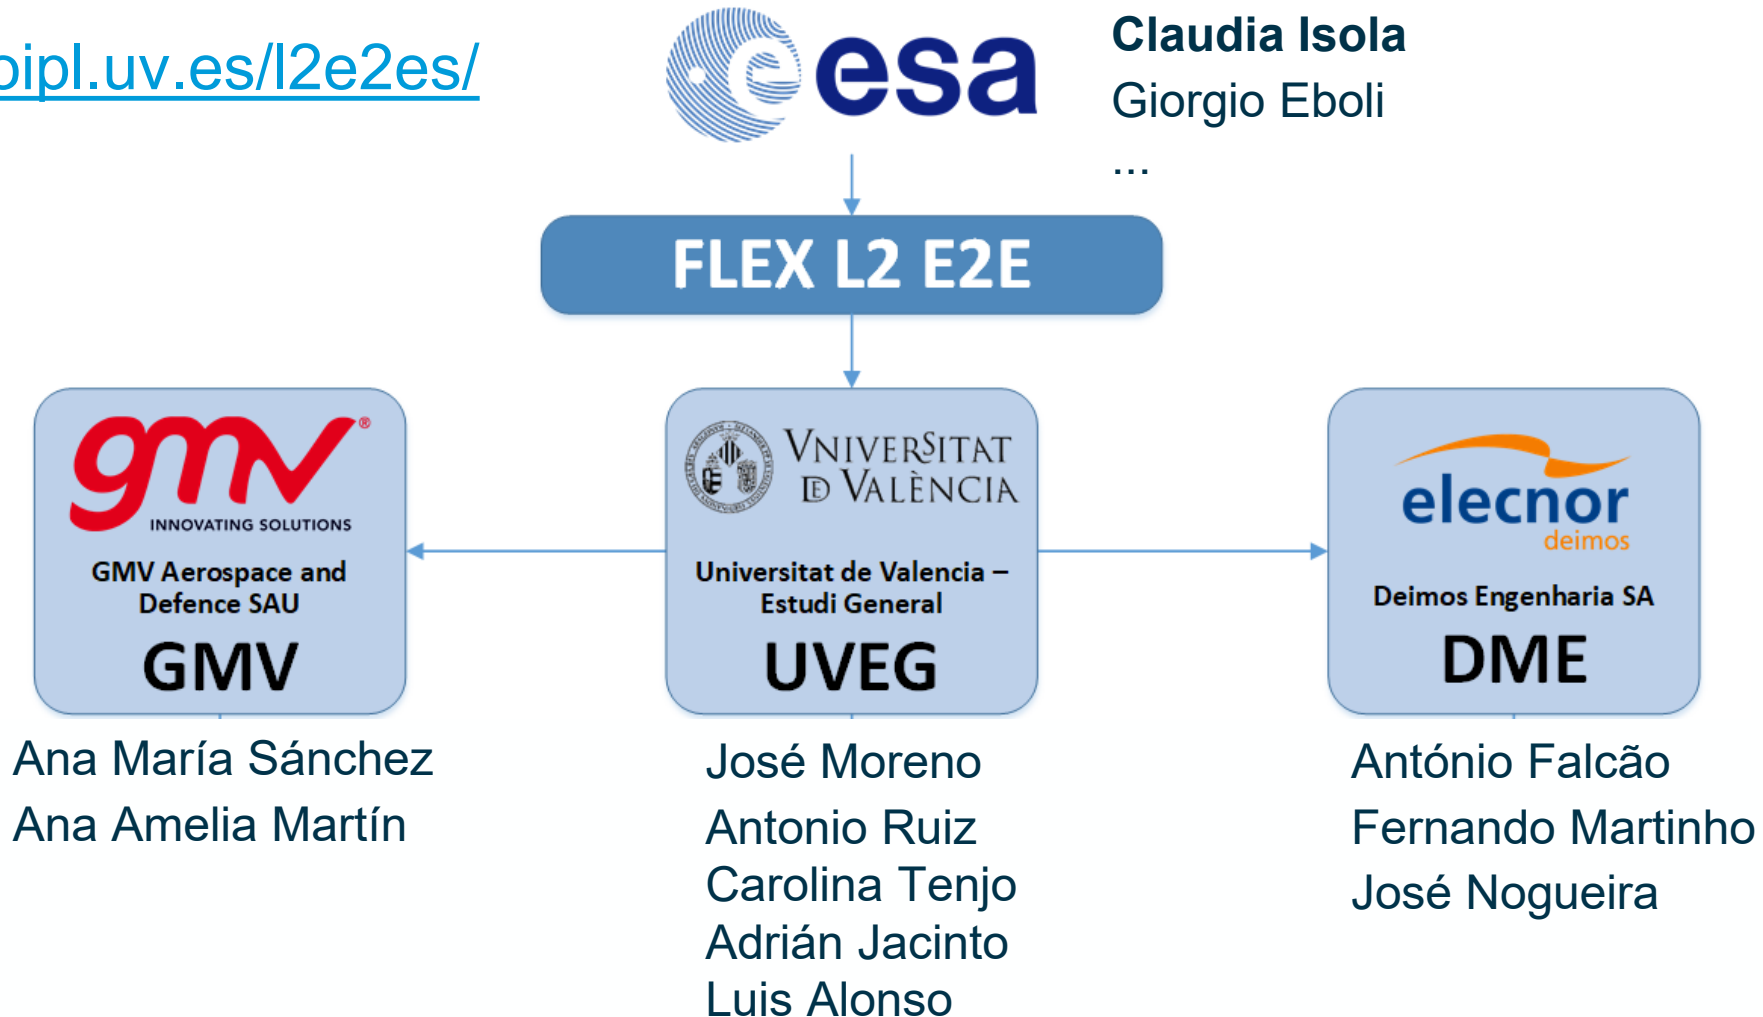 oipl.uv.es/l2e2es/
esa
Claudia Isola
Giorgio Eboli
...
FLEX L2 E2E
gmv®
INNOVATING SOLUTIONS
GMV Aerospace and
Defence SAU
GMV
VNIVERSITAT
DE VALÈNCIA
Universitat de Valencia –
Estudi General
UVEG
elecnor
deimos
Deimos Engenharia SA
DME
Ana María Sánchez
Ana Amelia Martín
José Moreno
Antonio Ruiz
Carolina Tenjo
Adrián Jacinto
Luis Alonso
António Falcão
Fernando Martinho
José Nogueira